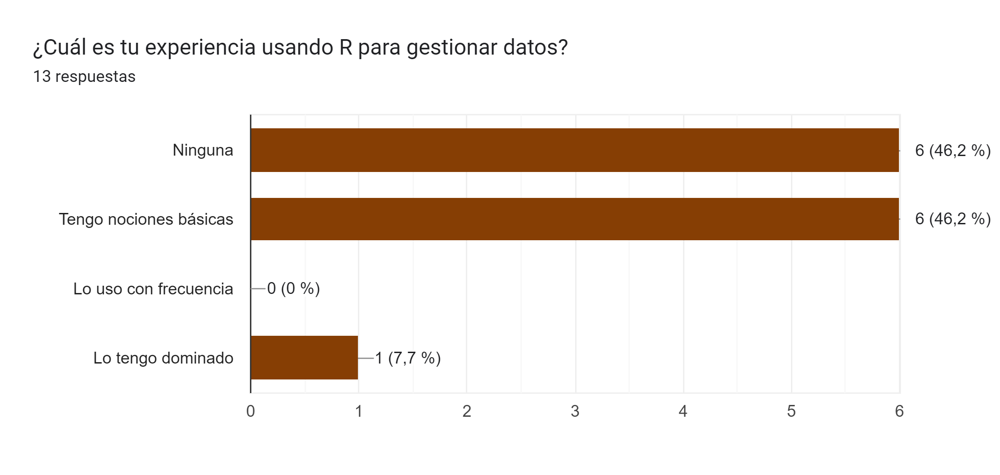 ¿Cuál es tu experiencia usando R para gestionar datos?
13 respuestas
Ninguna
6 (46,2 %)
Tengo nociones básicas
6 (46,2 %)
Lo uso con frecuencia
0 (0 %)
Lo tengo dominado
1 (7,7 %)
0 1 2 3 4 5 6